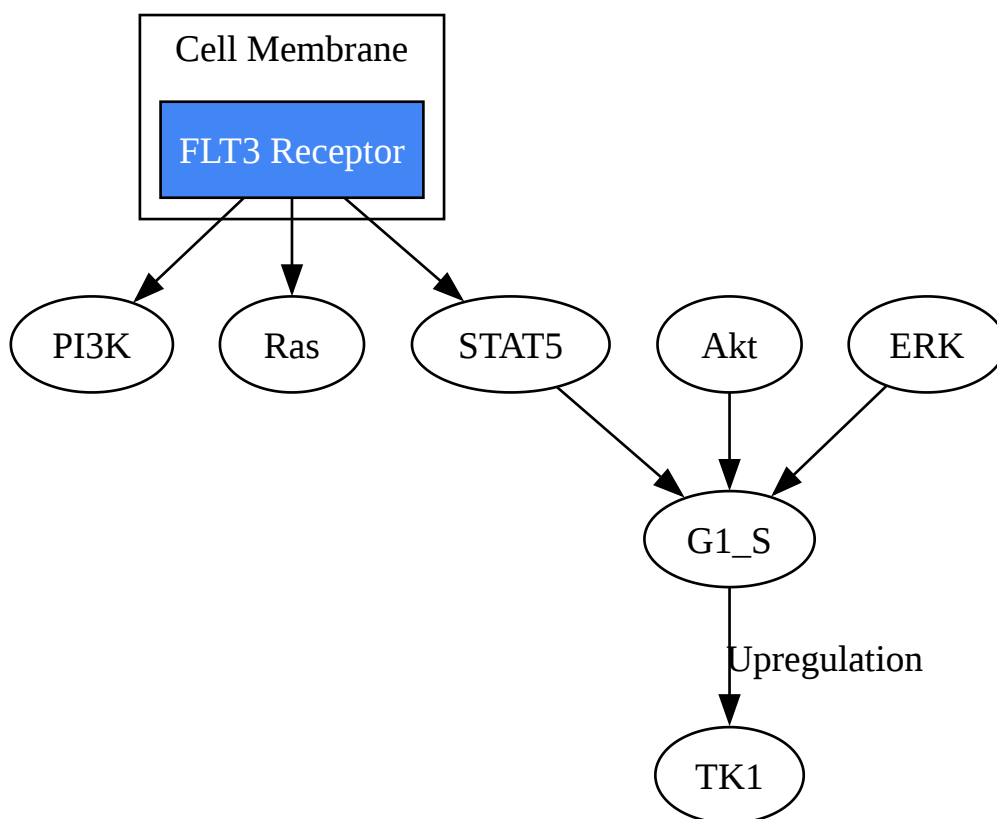 Cell Membrane
FLT3 Receptor
PI3K
Ras
STAT5
Akt
ERK
G1_S
Upregulation
TK1